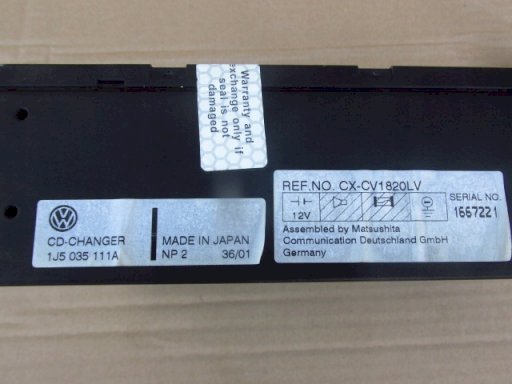 Warranty and
exchange only if
seal is not
damaged
REF.NO. CX-CV1820LV
12V
SERIAL NO.
1667221
Assembled by Matsushita
Communication Deutschland GmbH
Germany
VW
CD-CHANGER
1J5 035 111A
MADE IN JAPAN
NP 2 36/01